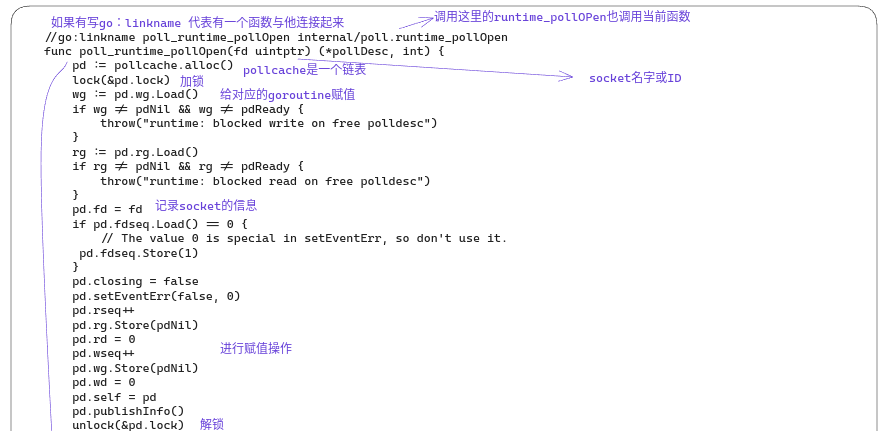 调用这里的runtime_pollOPen也调用当前函数
如果有写go：linkname 代表有一个函数与他连接起来
//go:linkname poll_runtime_pollOpen internal/poll.runtime_pollOpen
func poll_runtime_pollOpen(fd uintptr) (*pollDesc, int) {
pd := pollcache.alloc()
pollcache是一个链表
socket名字或ID
lock(&pd.lock) 加锁
wg := pd.wg.Load() 给对应的goroutine赋值
if wg ≠ pdNil && wg ≠ pdReady {
throw("runtime: blocked write on free polldesc")
}
rg := pd.rg.Load()
if rg ≠ pdNil && rg ≠ pdReady {
throw("runtime: blocked read on free polldesc")
}
pd.fd = fd 记录socket的信息
if pd.fdseq.Load() == 0 {
// The value 0 is special in setEventErr, so don't use it.
pd.fdseq.Store(1)
}
pd.closing = false
pd.setEventErr(false, 0)
pd.rseq++
pd.rg.Store(pdNil)
pd.rd = 0
pd.wseq++ 进行赋值操作
pd.wg.Store(pdNil)
pd.wd = 0
pd.self = pd
pd.publishInfo()
unlock(&pd.lock) 解锁